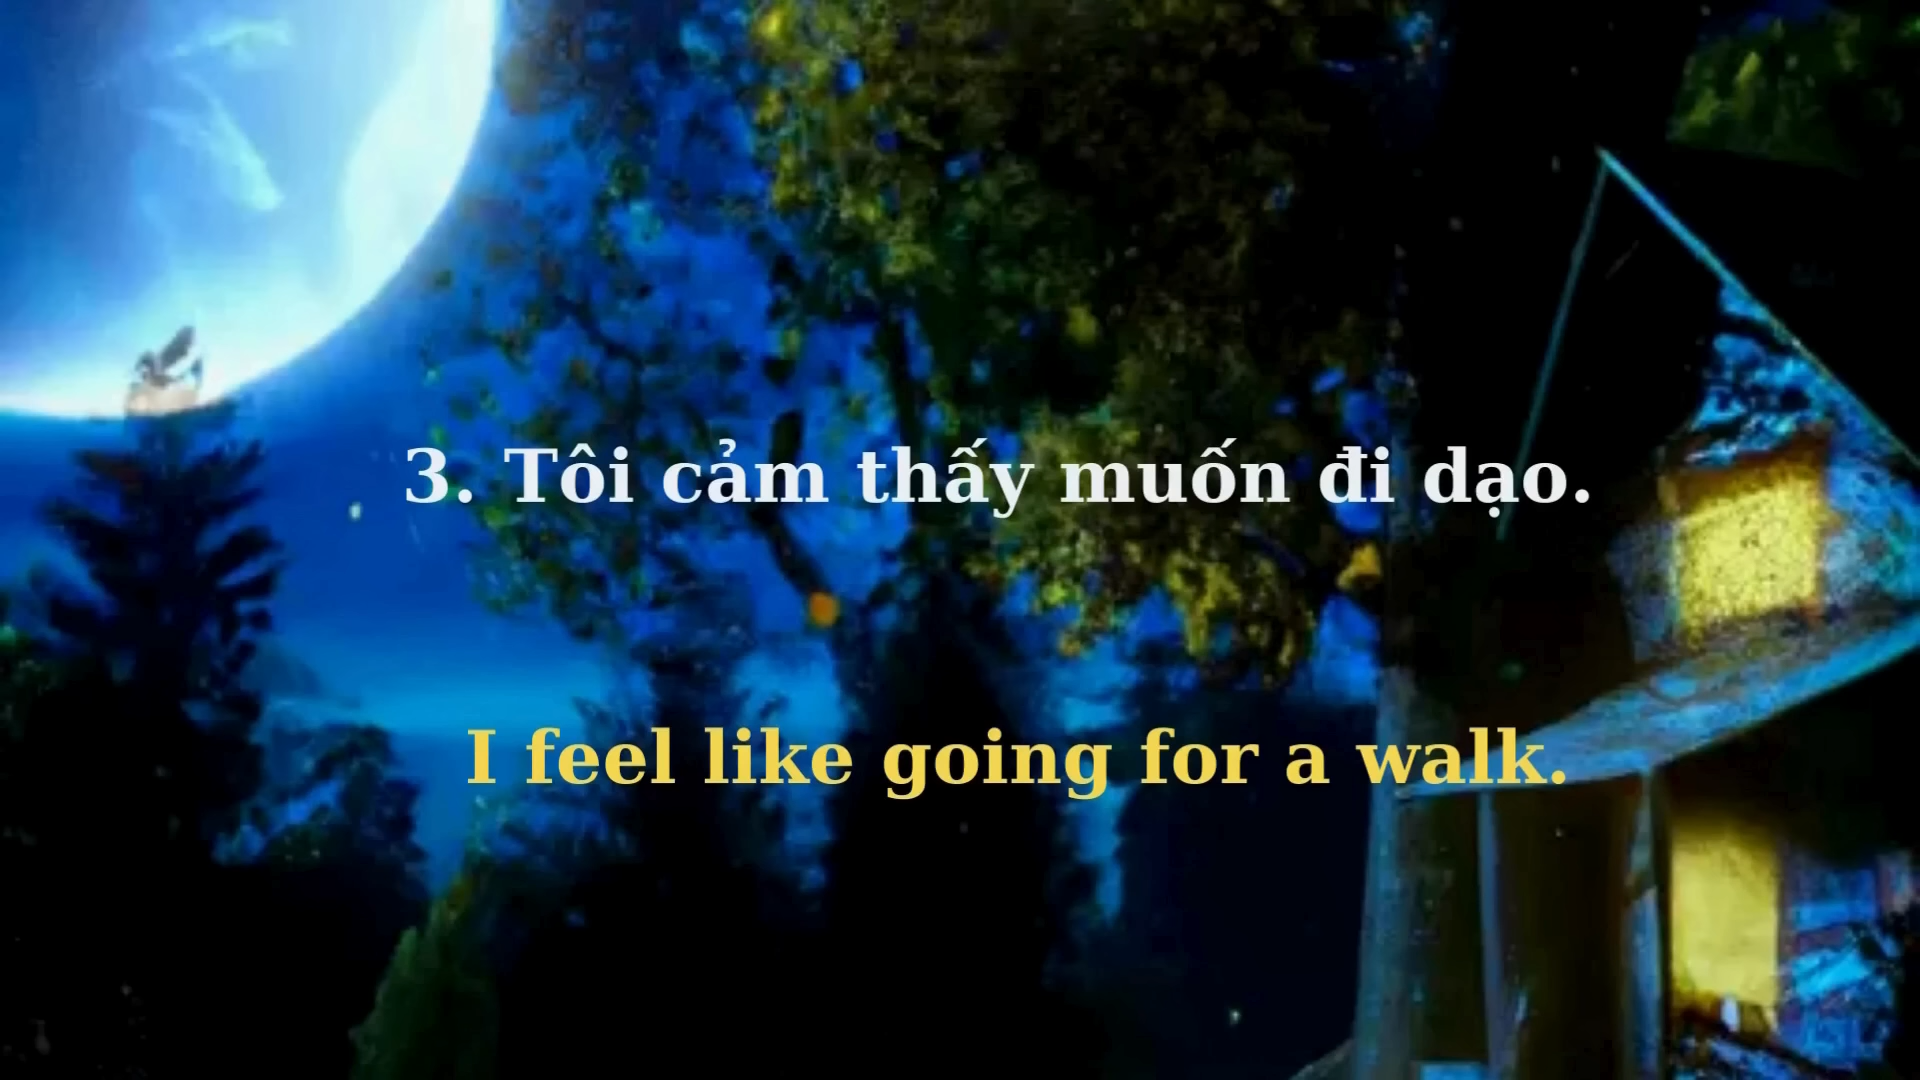 3. Tôi cảm thấy muốn đi dạo.
I feel like going for a walk.